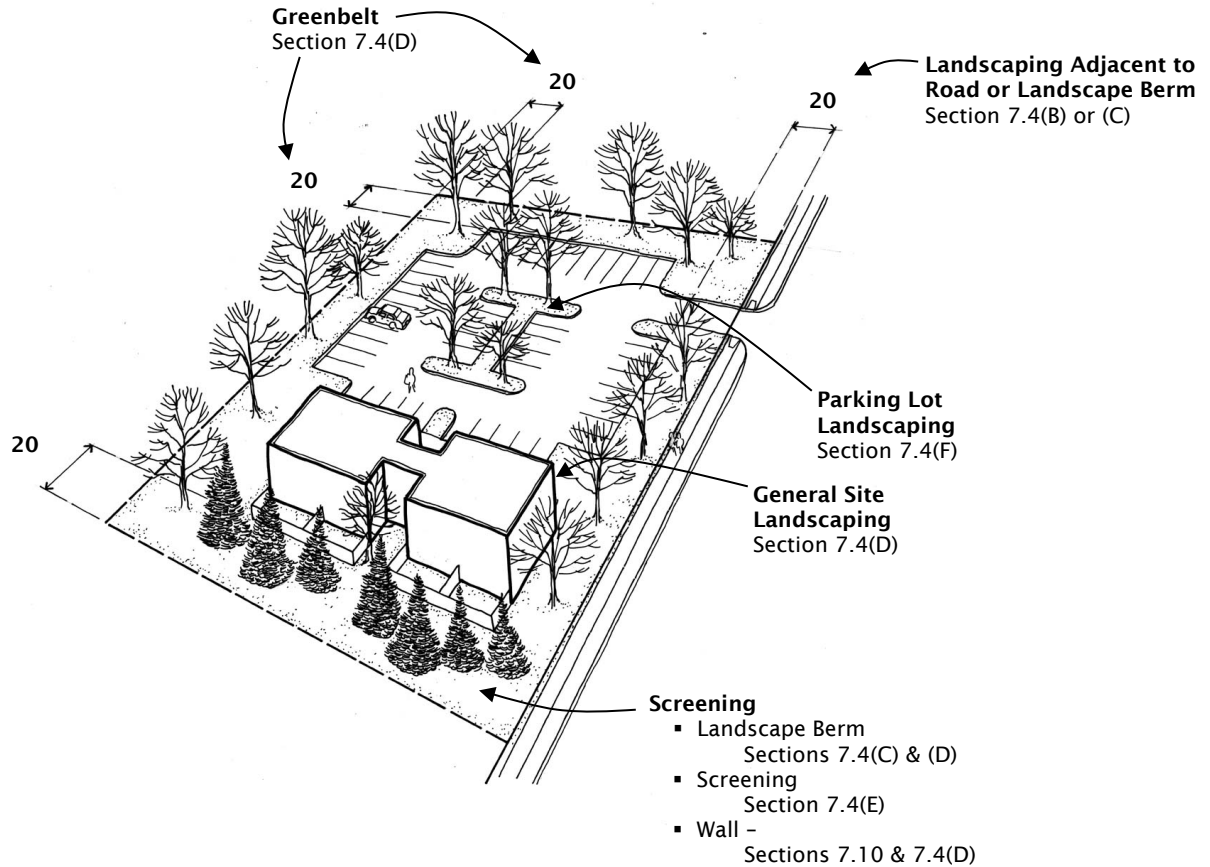 Greenbelt
Section 7.4(D)
20
20
20
20
Landscaping Adjacent to
Road or Landscape Berm
Section 7.4(B) or (C)
Parking Lot
Landscaping
Section 7.4(F)
General Site
Landscaping
Section 7.4(D)
Screening
▪ Landscape Berm
Sections 7.4(C) & (D)
▪ Screening
Section 7.4(E)
▪ Wall –
Sections 7.10 & 7.4(D)